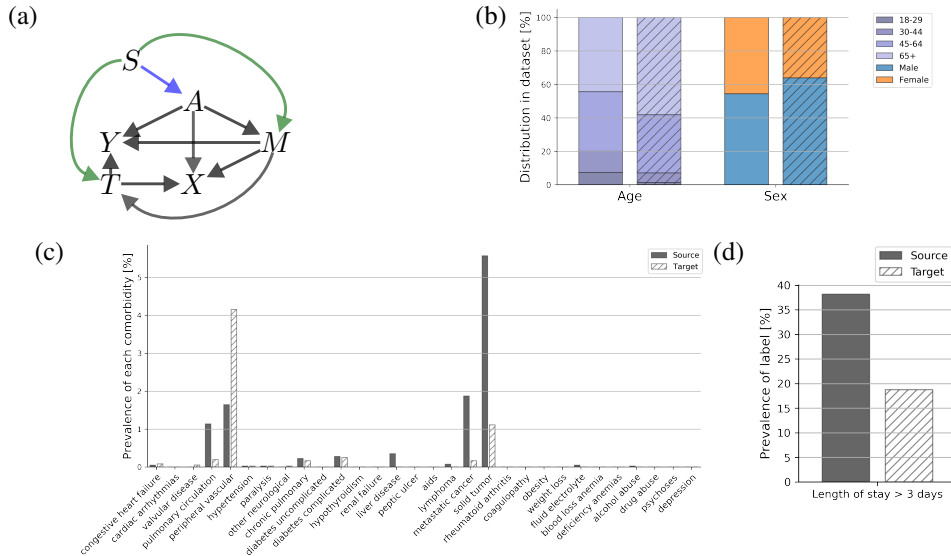 (a)
S
A
Y
M
T
X
(b)
Distribution in dataset [%]
100
80
60
40
20
0
Age
Sex
18-29
30-44
45-64
65+
Male
Female
(c)
Prevalence of each comorbidity [%]
5
4
3
2
1
0
Source
Target
congestive heart failure
cardiac arrhythmias
valvular disease
pulmonary circulation
peripheral vascular
hypertension
paralysis
other neurological
chronic pulmonary
diabetes uncomplicated
diabetes complicated
hypothyroidism
renal failure
liver disease
peptic ulcer
aids
lymphoma
metastatic cancer
solid tumor
rheumatoid arthritis
coagulopathy
obesity
weight loss
fluid electrolyte
blood loss anemia
deficiency anemias
alcohol abuse
drug abuse
psychoses
depression
(d)
Source
Target
Prevalence of label [%]
40
35
30
25
20
15
10
5
0
Length of stay > 3 days